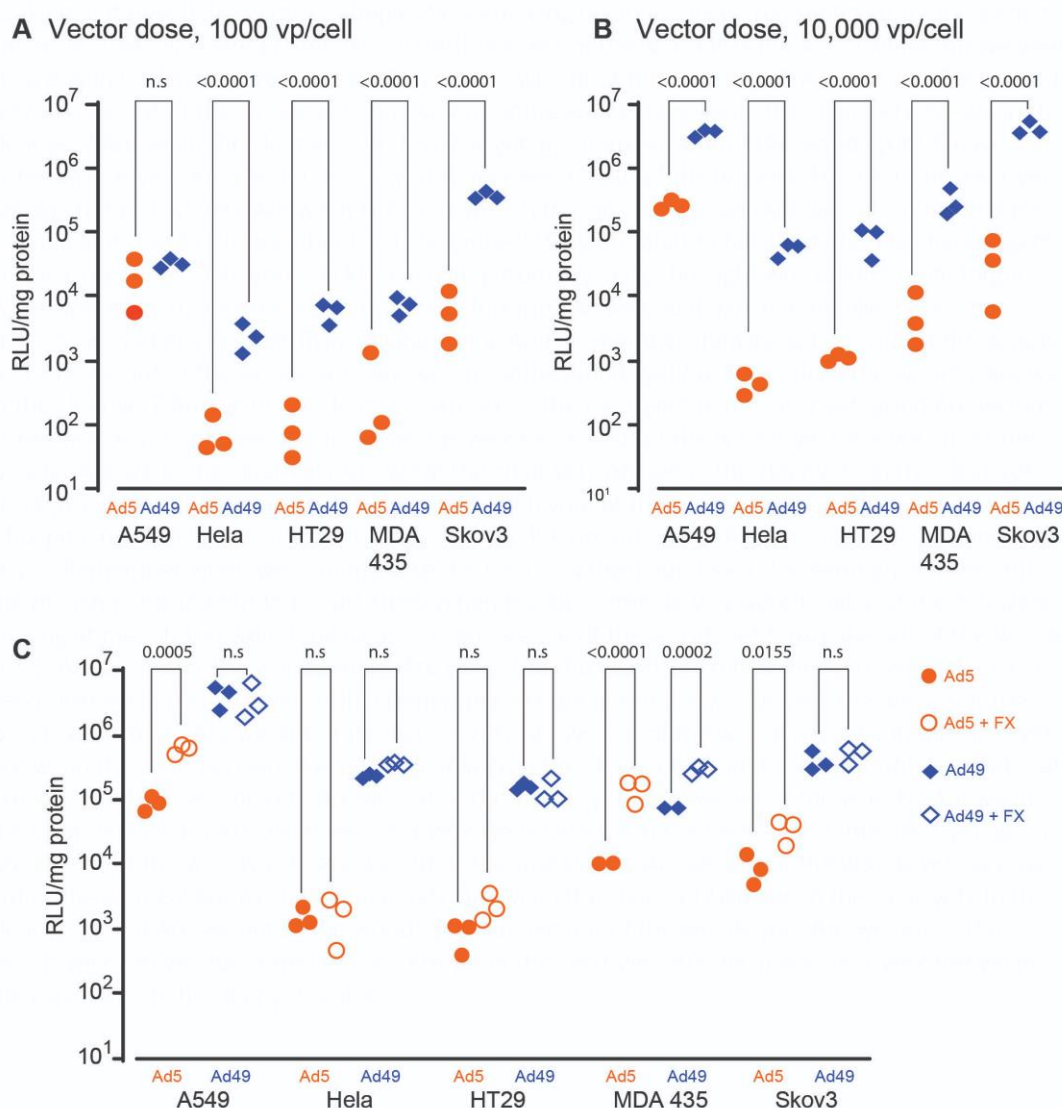 A Vector dose, 1000 vp/cell
n.s <0.0001 <0.0001 <0.0001 <0.0001
10⁷
10⁶
10⁵
10⁴
10³
10²
10¹
RLU/mg protein
Ad5 Ad49 Ad5 Ad49 Ad5 Ad49 Ad5 Ad49 Ad5 Ad49
A549 Hela HT29 MDA Skov3
435
B Vector dose, 10,000 vp/cell
<0.0001 <0.0001 <0.0001 <0.0001 <0.0001
10⁷
10⁶
10⁵
10⁴
10³
10²
10¹
RLU/mg protein
Ad5 Ad49 Ad5 Ad49 Ad5 Ad49 Ad5 Ad49 Ad5 Ad49
A549 Hela HT29 MDA Skov3
435
C
0.0005 n.s n.s n.s n.s n.s <0.00001 0.0002 0.0155 n.s
10⁷
10⁶
10⁵
10⁴
10³
10²
10¹
RLU/mg protein
Ad5 Ad49 Ad5 Ad49 Ad5 Ad49 Ad5 Ad49 Ad5 Ad49
A549 Hela HT29 MDA 435 Skov3
Ad5
Ad5 + FX
Ad49
Ad49 + FX